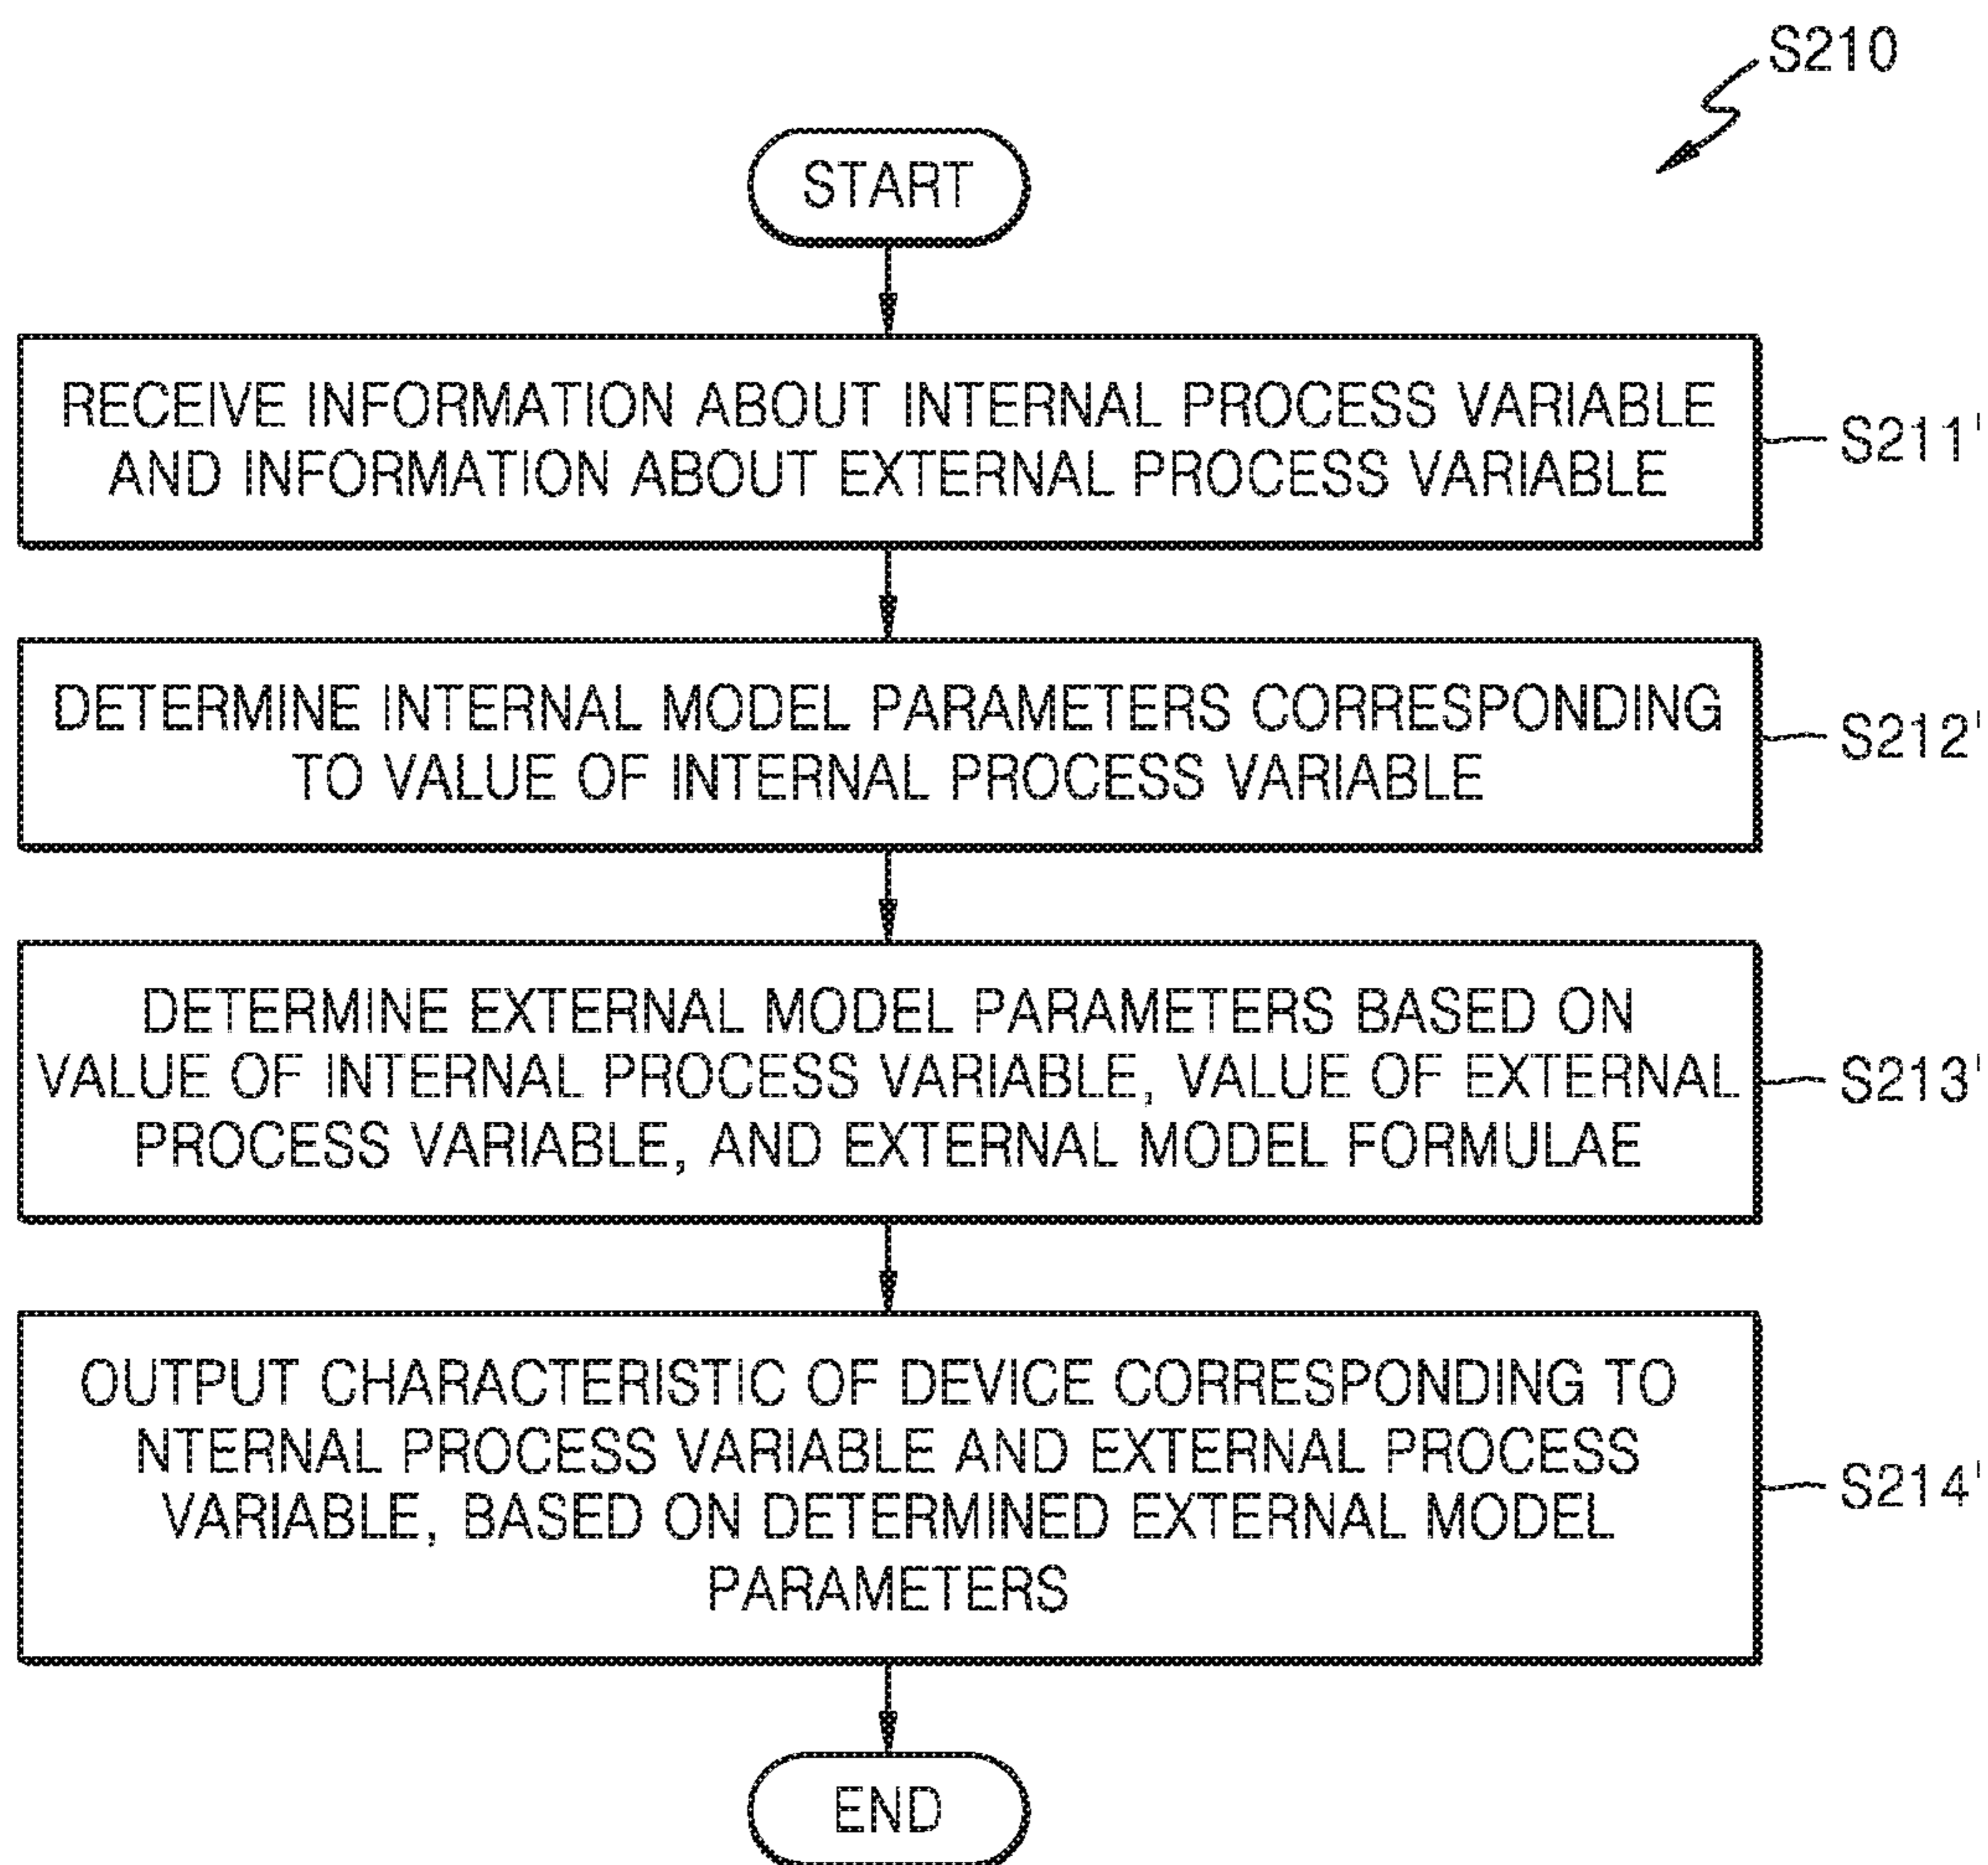 S210
START
RECEIVE INFORMATION ABOUT INTERNAL PROCESS VARIABLE
AND INFORMATION ABOUT EXTERNAL PROCESS VARIABLE
S211'
DETERMINE INTERNAL MODEL PARAMETERS CORRESPONDING
TO VALUE OF INTERNAL PROCESS VARIABLE
S212'
DETERMINE EXTERNAL MODEL PARAMETERS BASED ON
VALUE OF INTERNAL PROCESS VARIABLE, VALUE OF EXTERNAL
PROCESS VARIABLE, AND EXTERNAL MODEL FORMULAE
S213'
OUTPUT CHARACTERISTIC OF DEVICE CORRESPONDING TO
NTERNAL PROCESS VARIABLE AND EXTERNAL PROCESS
VARIABLE, BASED ON DETERMINED EXTERNAL MODEL
PARAMETERS
S214'
END